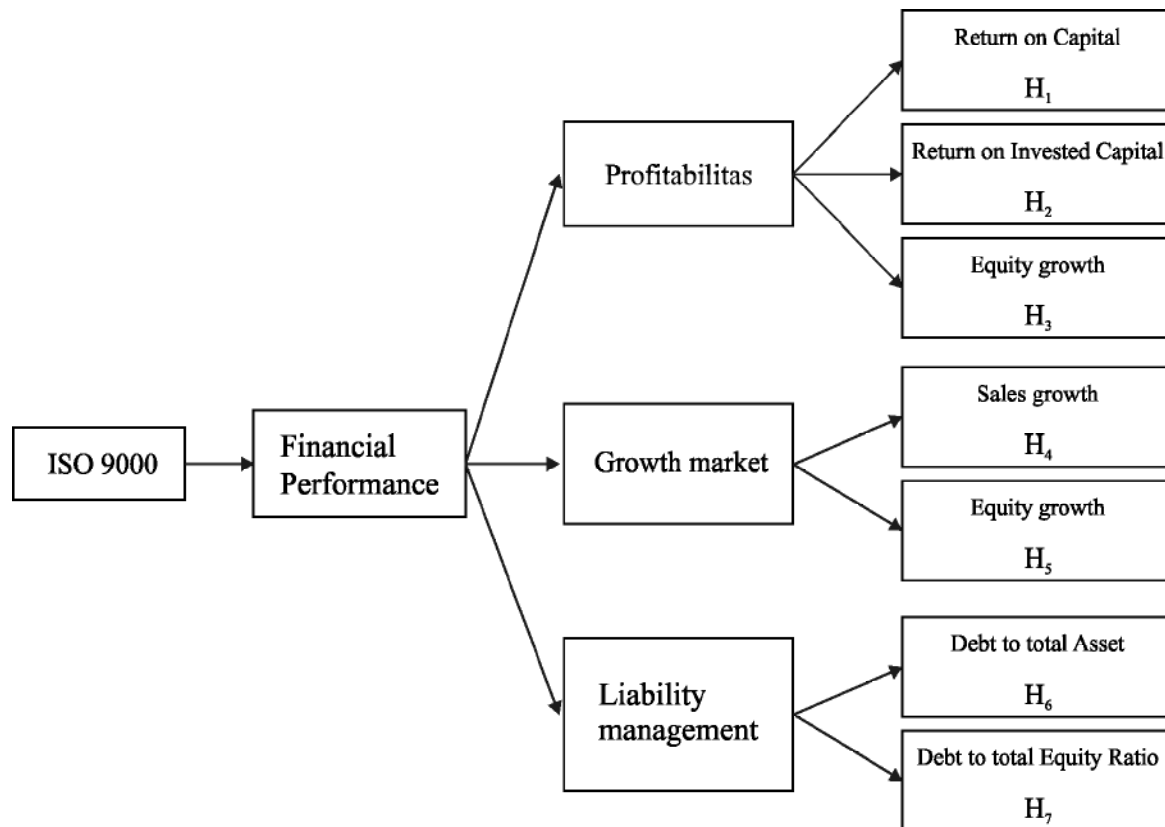 Return on Capital
H₁
Profitabilitas
Return on Invested Capital
H₂
Equity growth
H₃
ISO 9000
Financial
Performance
Growth market
Sales growth
H₄
Equity growth
H₅
Liability
management
Debt to total Asset
H₆
Debt to total Equity Ratio
H₇